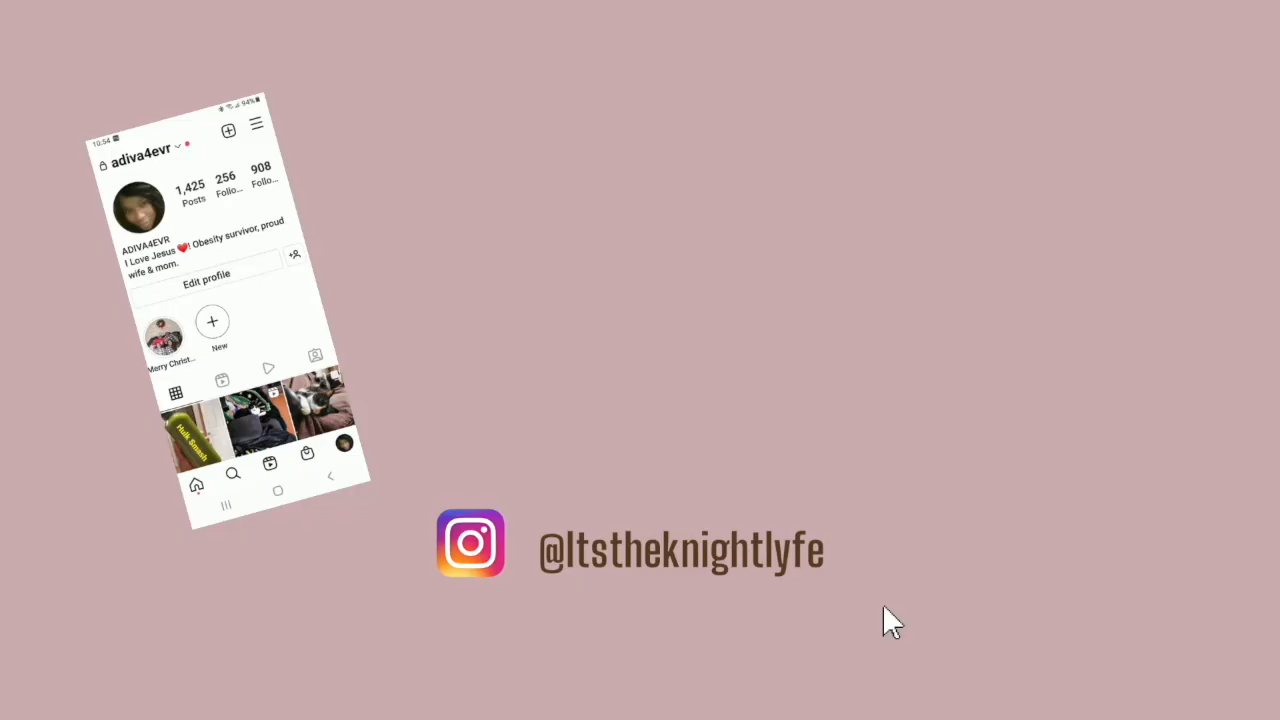 10:54
94%
adiva4evr
1,425 256 908
Posts Follo... Follo...
ADIVA4EVR
I Love Jesus ❤️! Obesity survivor, proud
wife & mom.
Edit profile
Merry Christ... New
Hulk Smash
@Itstheknightlyfe